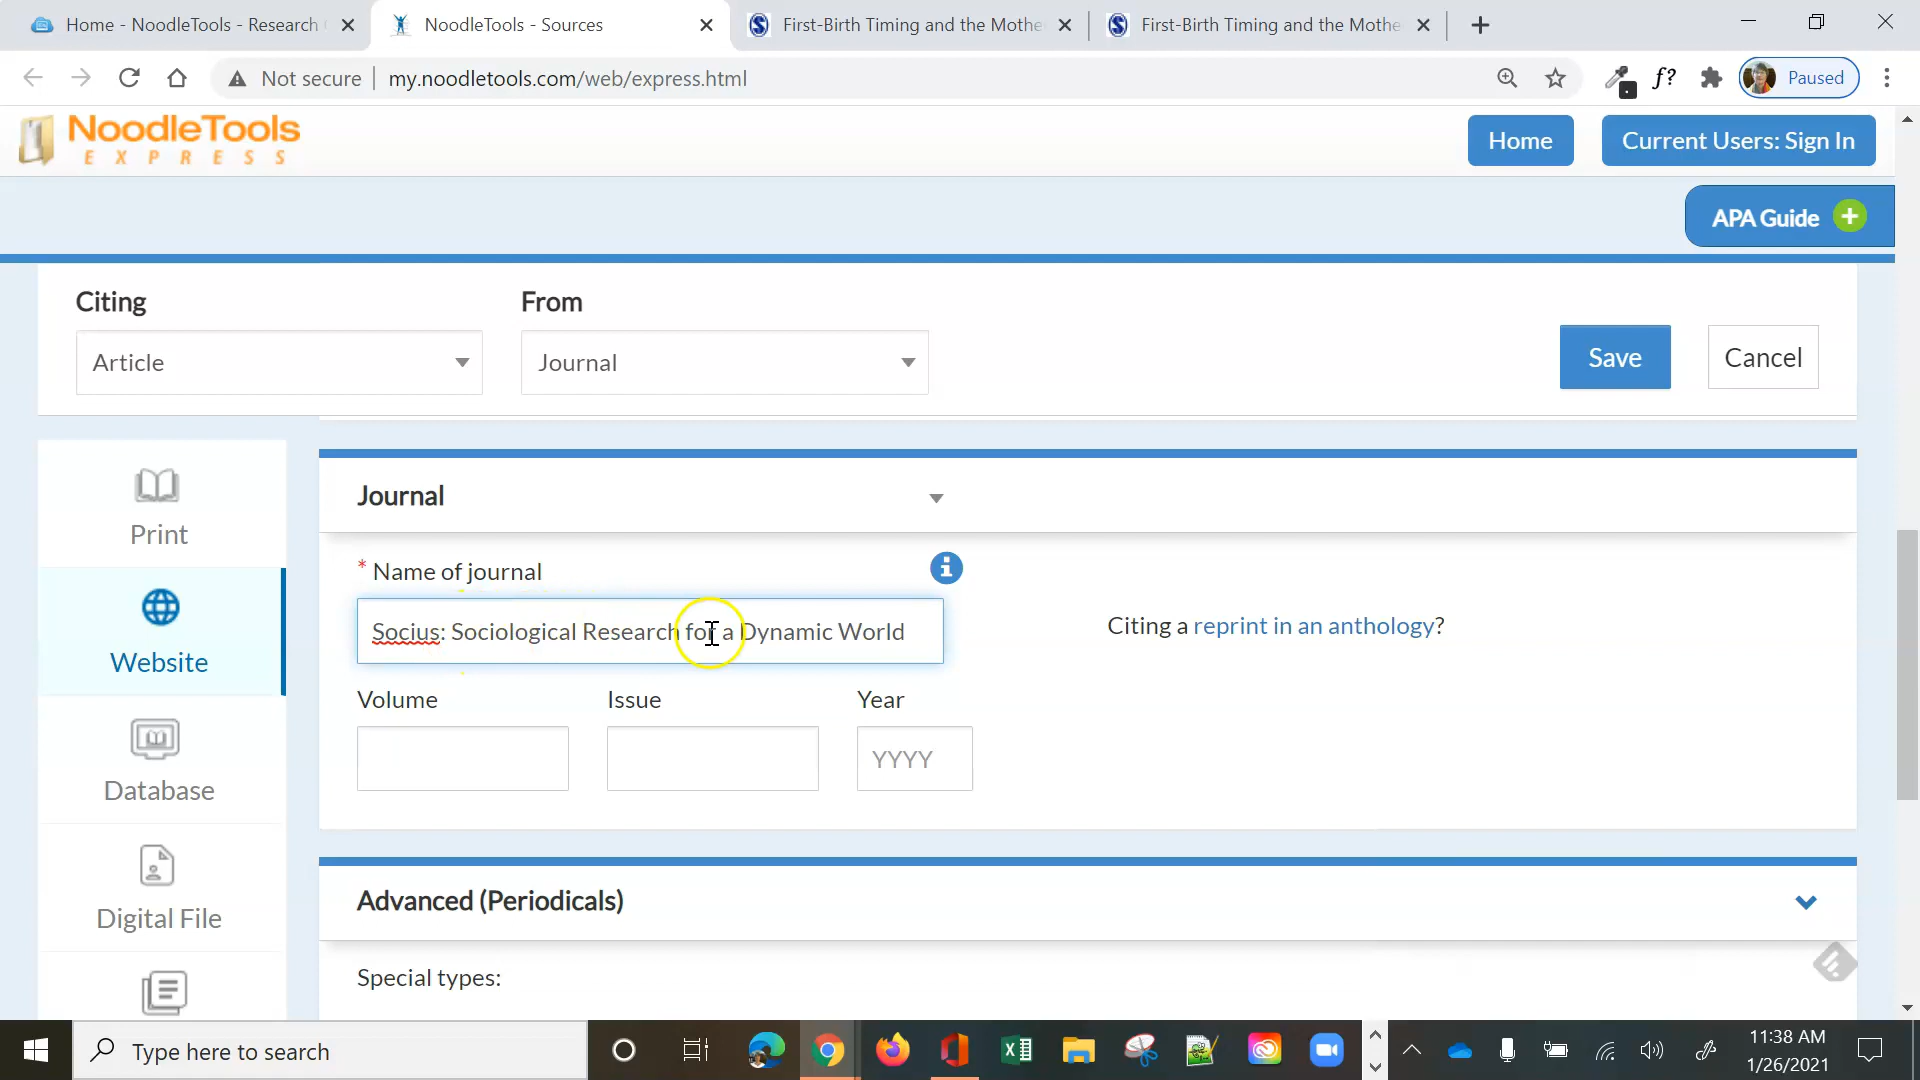 Home - NoodleTools - Research
NoodleTools - Sources
First-Birth Timing and the Mothe
First-Birth Timing and the Mothe
Not secure
my.noodletools.com/web/express.html
f?
Paused
NoodleTools
EXPRESS
Home
Current Users: Sign In
APA Guide
Citing
From
Article
Journal
Save
Cancel
Print
Website
Database
Digital File
Journal
* Name of journal
Socius: Sociological Research for a Dynamic World
Citing a reprint in an anthology?
Volume
Issue
Year
YYYY
Advanced (Periodicals)
Special types:
Type here to search
11:38 AM
1/26/2021